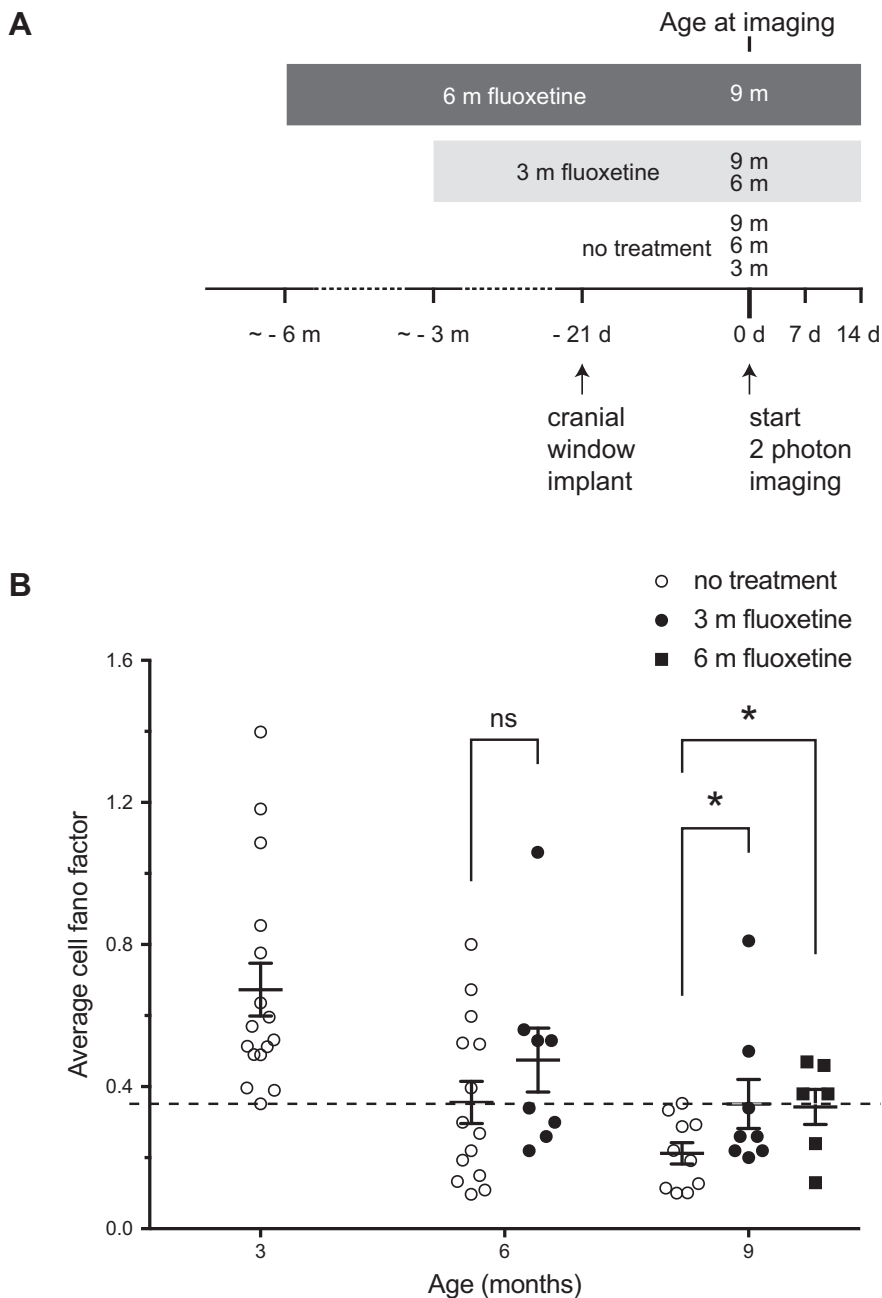 A
Age at imaging
6 m fluoxetine 9 m
3 m fluoxetine 9 m
6 m
no treatment 9 m
6 m
3 m
~ - 6 m ~ - 3 m - 21 d 0 d 7 d 14 d
cranial
window
implant
start
2 photon
imaging
B
no treatment
3 m fluoxetine
6 m fluoxetine
Average cell fano factor
1.6
1.2
0.8
0.4
0.0
ns
*
*
3 6 9
Age (months)